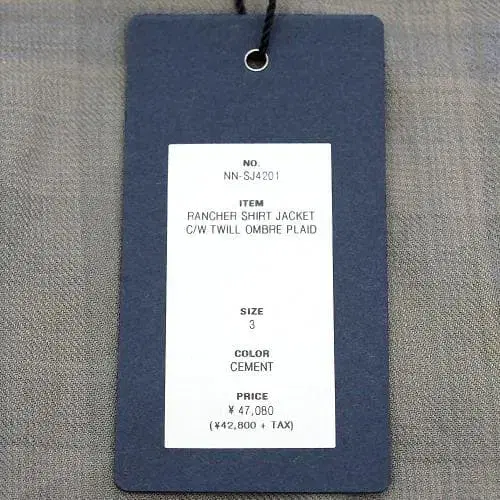 NO.
NN-SJ4201
ITEM
RANCHER SHIRT JACKET
C/W TWILL OMBRE PLAID
SIZE
3
COLOR
CEMENT
PRICE
¥ 47,080
(¥42,800 + TAX)